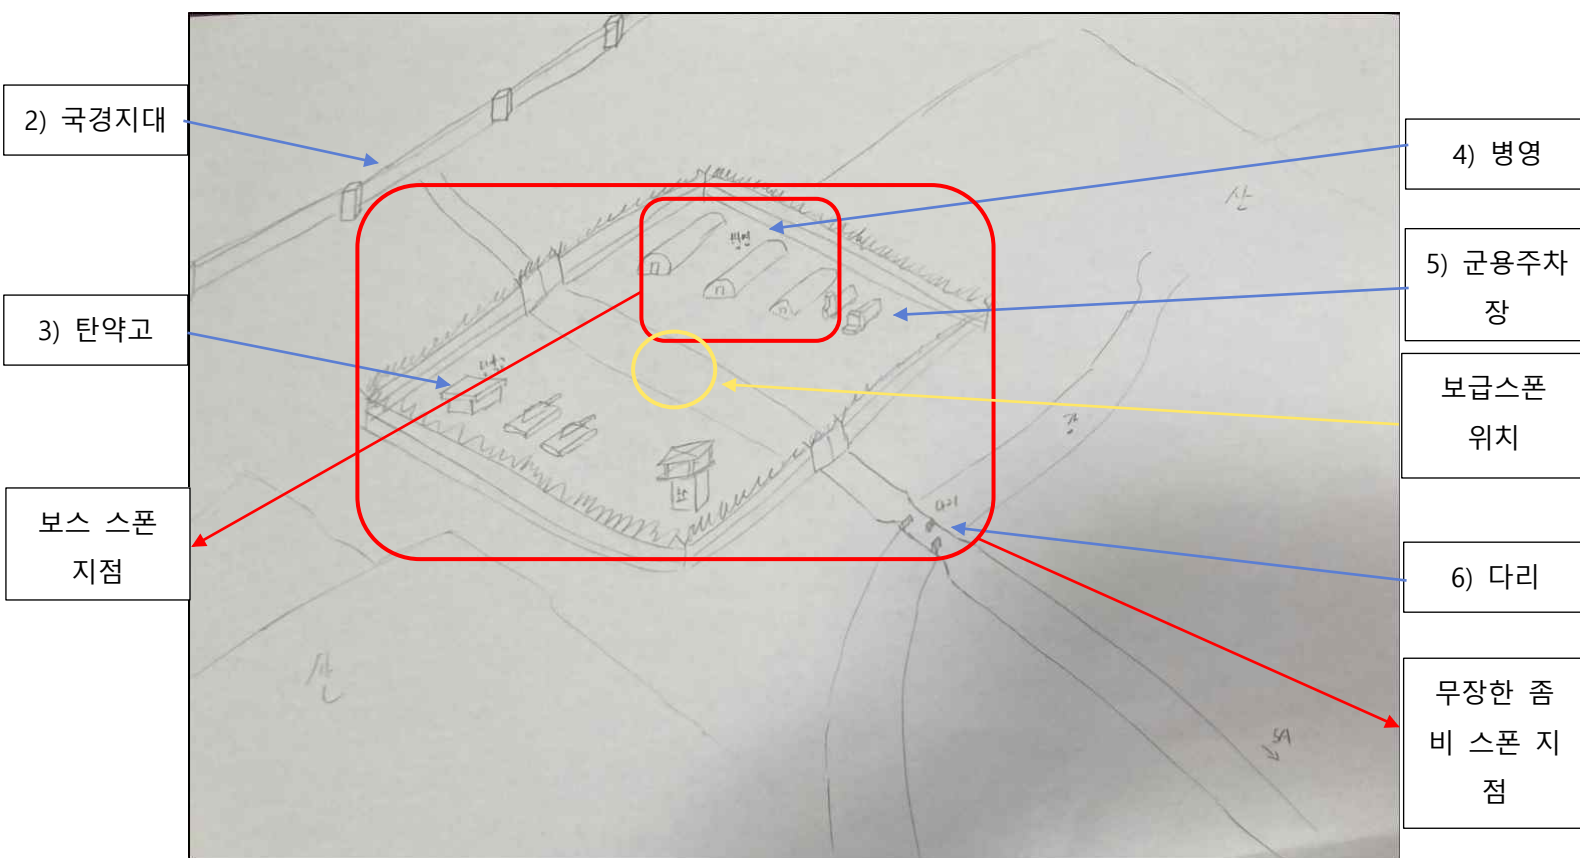 2) 국경지대
4) 병영
산
병영
5) 군용주차
장
3) 탄약고
보급스폰
위치
강
다리
보스 스폰
지점
6) 다리
산
무장한 좀
비 스폰 지
점